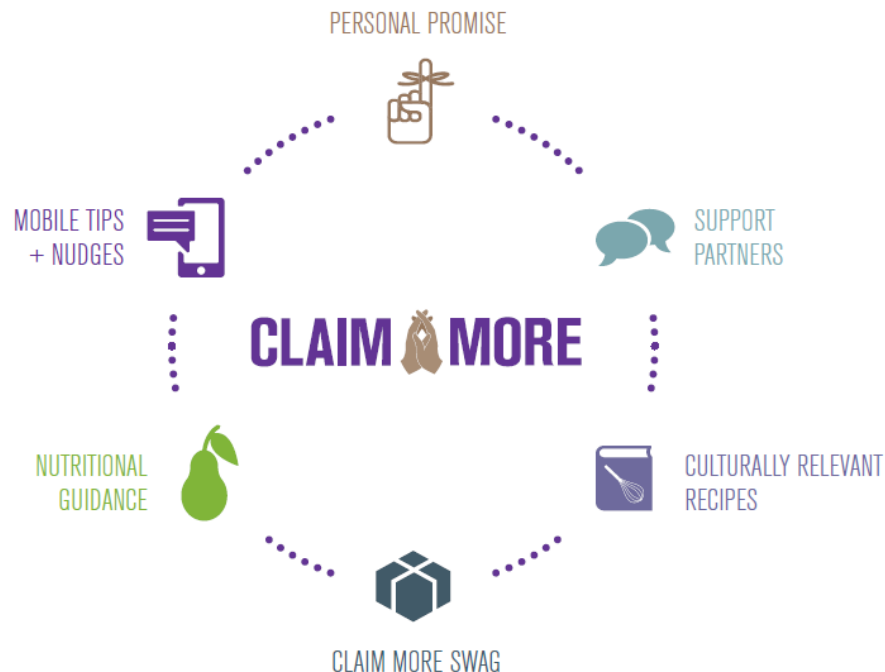 PERSONAL PROMISE
MOBILE TIPS
+ NUDGES
SUPPORT
PARTNERS
CLAIM MORE
NUTRITIONAL
GUIDANCE
CULTURALLY RELEVANT
RECIPES
CLAIM MORE SWAG